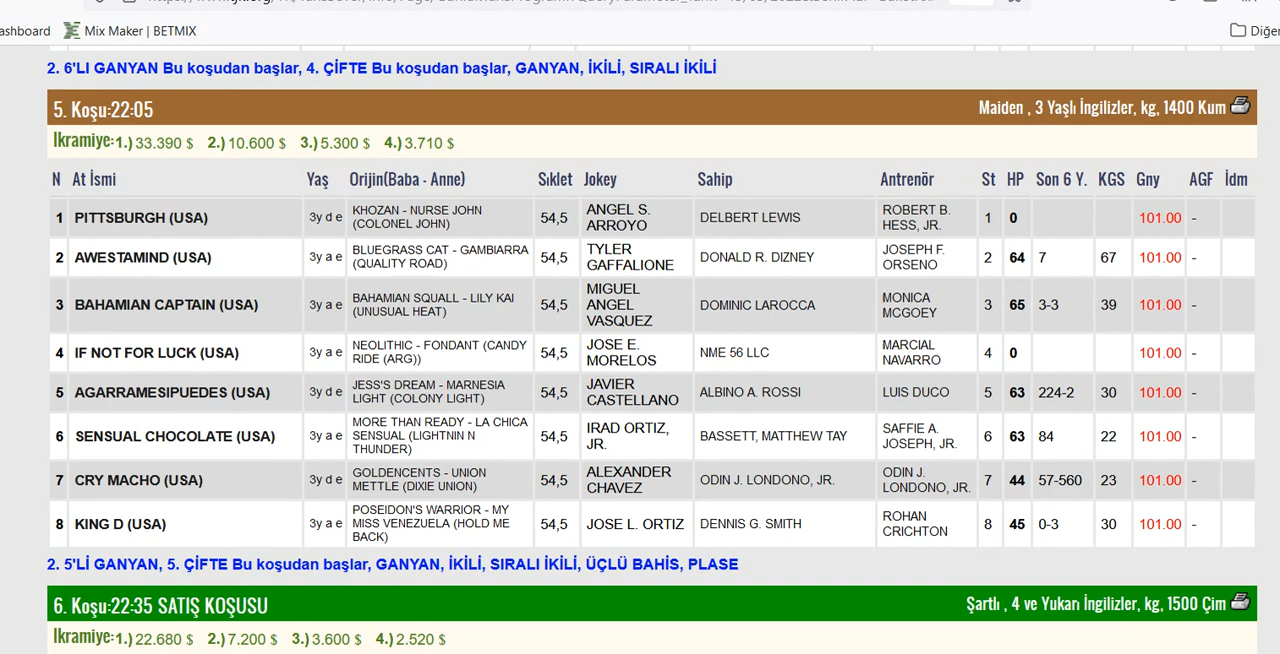 ashboard Mix Maker | BETMIX Diğer
2. 6'LI GANYAN Bu koşudan başlar, 4. ÇİFTE Bu koşudan başlar, GANYAN, İKİLİ, SIRALI İKİLİ
5. Koşu:22:05 Maiden , 3 Yaşlı İngilizler, kg, 1400 Kum
İkramiye:1.) 33.390 $ 2.) 10.600 $ 3.) 5.300 $ 4.) 3.710 $
N At İsmi Yaş Orijin(Baba - Anne) Sıklet Jokey Sahip Antrenör St HP Son 6 Y. KGS Gny AGF İdm
1 PITTSBURGH (USA) 3y d e KHOZAN - NURSE JOHN (COLONEL JOHN) 54,5 ANGEL S. ARROYO DELBERT LEWIS ROBERT B. HESS, JR. 1 0 101.00 -
2 AWESTAMIND (USA) 3y a e BLUEGRASS CAT - GAMBIARRA (QUALITY ROAD) 54,5 TYLER GAFFALIONE DONALD R. DIZNEY JOSEPH F. ORSENO 2 64 7 67 101.00 -
3 BAHAMIAN CAPTAIN (USA) 3y a e BAHAMIAN SQUALL - LILY KAI (UNUSUAL HEAT) 54,5 MIGUEL ANGEL VASQUEZ DOMINIC LAROCCA MONICA MCGOEY 3 65 3-3 39 101.00 -
4 IF NOT FOR LUCK (USA) 3y a e NEOLITHIC - FONDANT (CANDY RIDE (ARG)) 54,5 JOSE E. MORELOS NME 56 LLC MARCIAL NAVARRO 4 0 101.00 -
5 AGARRAMESIPUEDES (USA) 3y d e JESS'S DREAM - MARNESIA LIGHT (COLONY LIGHT) 54,5 JAVIER CASTELLANO ALBINO A. ROSSI LUIS DUCO 5 63 224-2 30 101.00 -
6 SENSUAL CHOCOLATE (USA) 3y a e MORE THAN READY - LA CHICA SENSUAL (LIGHTNIN N THUNDER) 54,5 IRAD ORTIZ, JR. BASSETT, MATTHEW TAY SAFFIE A. JOSEPH, JR. 6 63 84 22 101.00 -
7 CRY MACHO (USA) 3y d e GOLDENCENTS - UNION METTLE (DIXIE UNION) 54,5 ALEXANDER CHAVEZ ODIN J. LONDONO, JR. ODIN J. LONDONO, JR. 7 44 57-560 23 101.00 -
8 KING D (USA) 3y a e POSEIDON'S WARRIOR - MY MISS VENEZUELA (HOLD ME BACK) 54,5 JOSE L. ORTIZ DENNIS G. SMITH ROHAN CRICHTON 8 45 0-3 30 101.00 -
2. 5'Lİ GANYAN, 5. ÇİFTE Bu koşudan başlar, GANYAN, İKİLİ, SIRALI İKİLİ, ÜÇLÜ BAHİS, PLASE
6. Koşu:22:35 SATIŞ KOŞUSU Şartlı , 4 ve Yukarı İngilizler, kg, 1500 Çim
İkramiye:1.) 22.680 $ 2.) 7.200 $ 3.) 3.600 $ 4.) 2.520 $